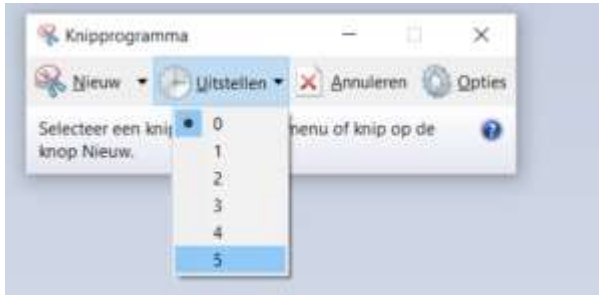 Knipprogramma
Nieuw Uitstellen Annuleren Opties
Selecteer een knip menu of knip op de
knop Nieuw.
0
1
2
3
4
5